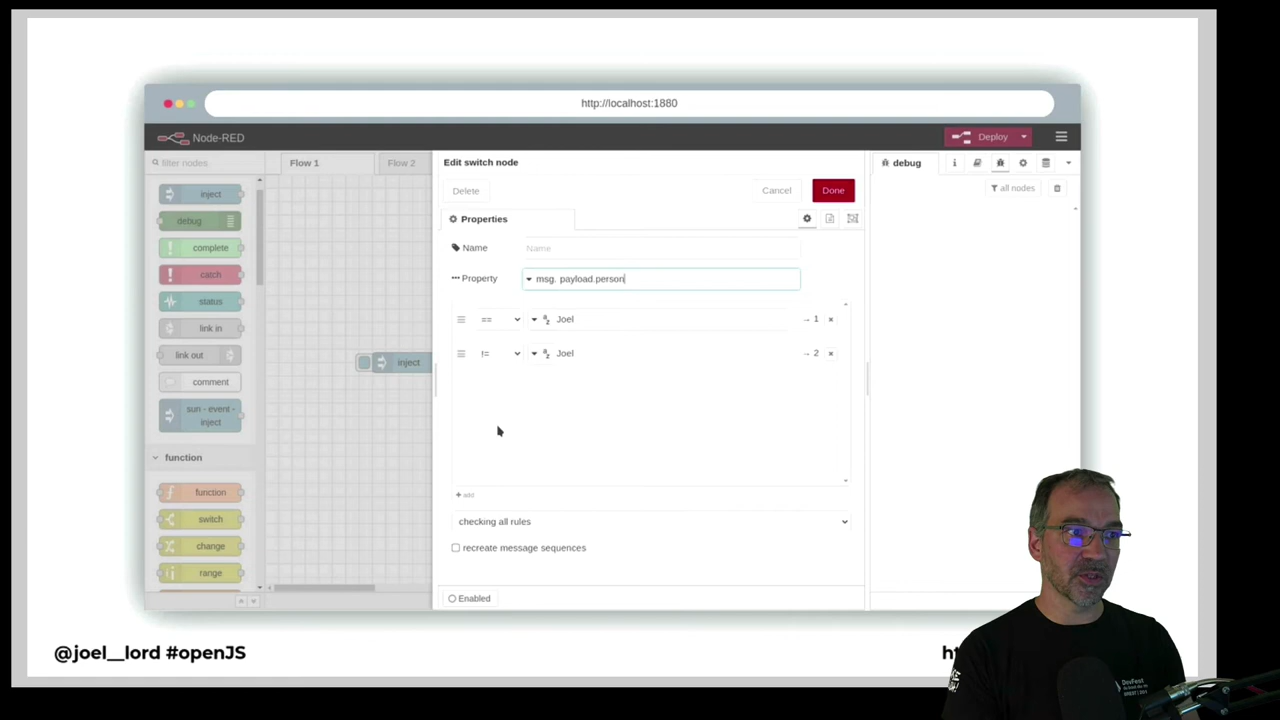 http://localhost:1880
Node-RED
Deploy
filter nodes
Flow 1
Flow 2
Edit switch node
debug
i
Delete
Cancel
Done
all nodes
inject
Properties
debug
Name
Name
complete
Property
msg. payload.person
catch
status
==
Joel
→ 1
×
link in
!=
Joel
→ 2
×
link out
inject
comment
sun - event -
inject
function
function
+ add
switch
checking all rules
change
recreate message sequences
range
Enabled
@joel__lord #openJS
DevFest